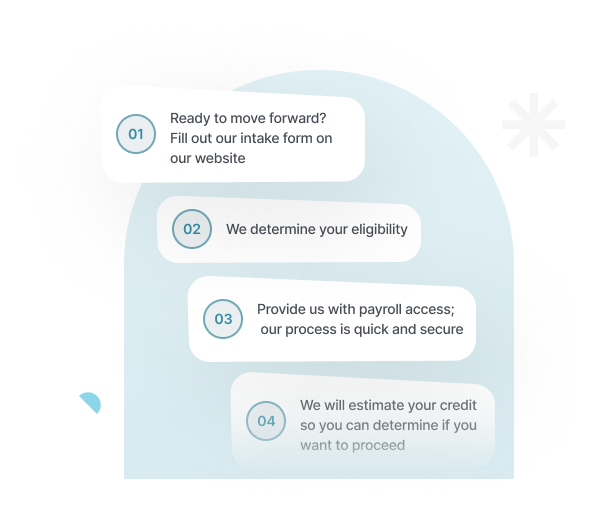 01
Ready to move forward?
Fill out our intake form on
our website
02
We determine your eligibility
03
Provide us with payroll access;
our process is quick and secure
04
We will estimate your credit
so you can determine if you
want to proceed